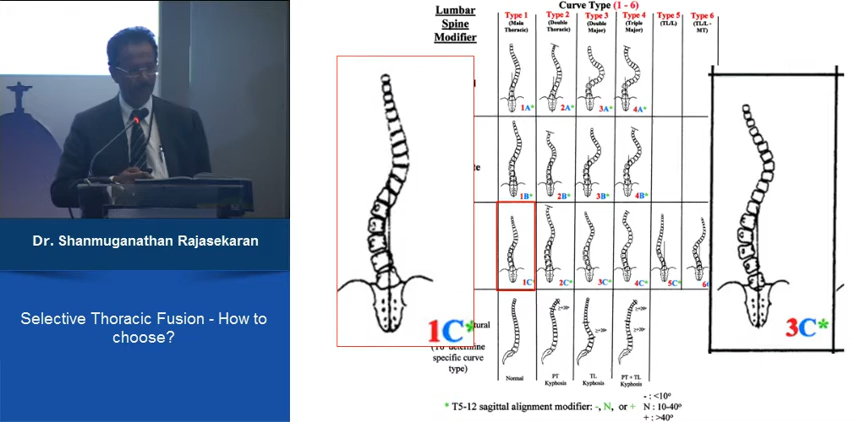 Dr. Shanmuganathan Rajasekaran
Selective Thoracic Fusion - How to
choose?
Curve Type (1 - 6)
Lumbar
Spine
Modifier
Type 1
(Main
Thoracic)
Type 2
(Double
Thoracic)
Type 3
(Double
Major)
Type 4
(Triple
Major)
Type 5
(TL/L)
Type 6
(TL/L -
MT)
1A*
2A*
3A*
4A*
1B*
2B*
3B*
4B*
1C*
2C*
3C*
4C*
5C*
1C*
3C*
specific curve
type)
Normal
PT
Kyphosis
TL
Kyphosis
PT + TL
Kyphosis
* T5-12 sagittal alignment modifier: -, N, or +
- : <10°
N : 10-40°
+ : >40°